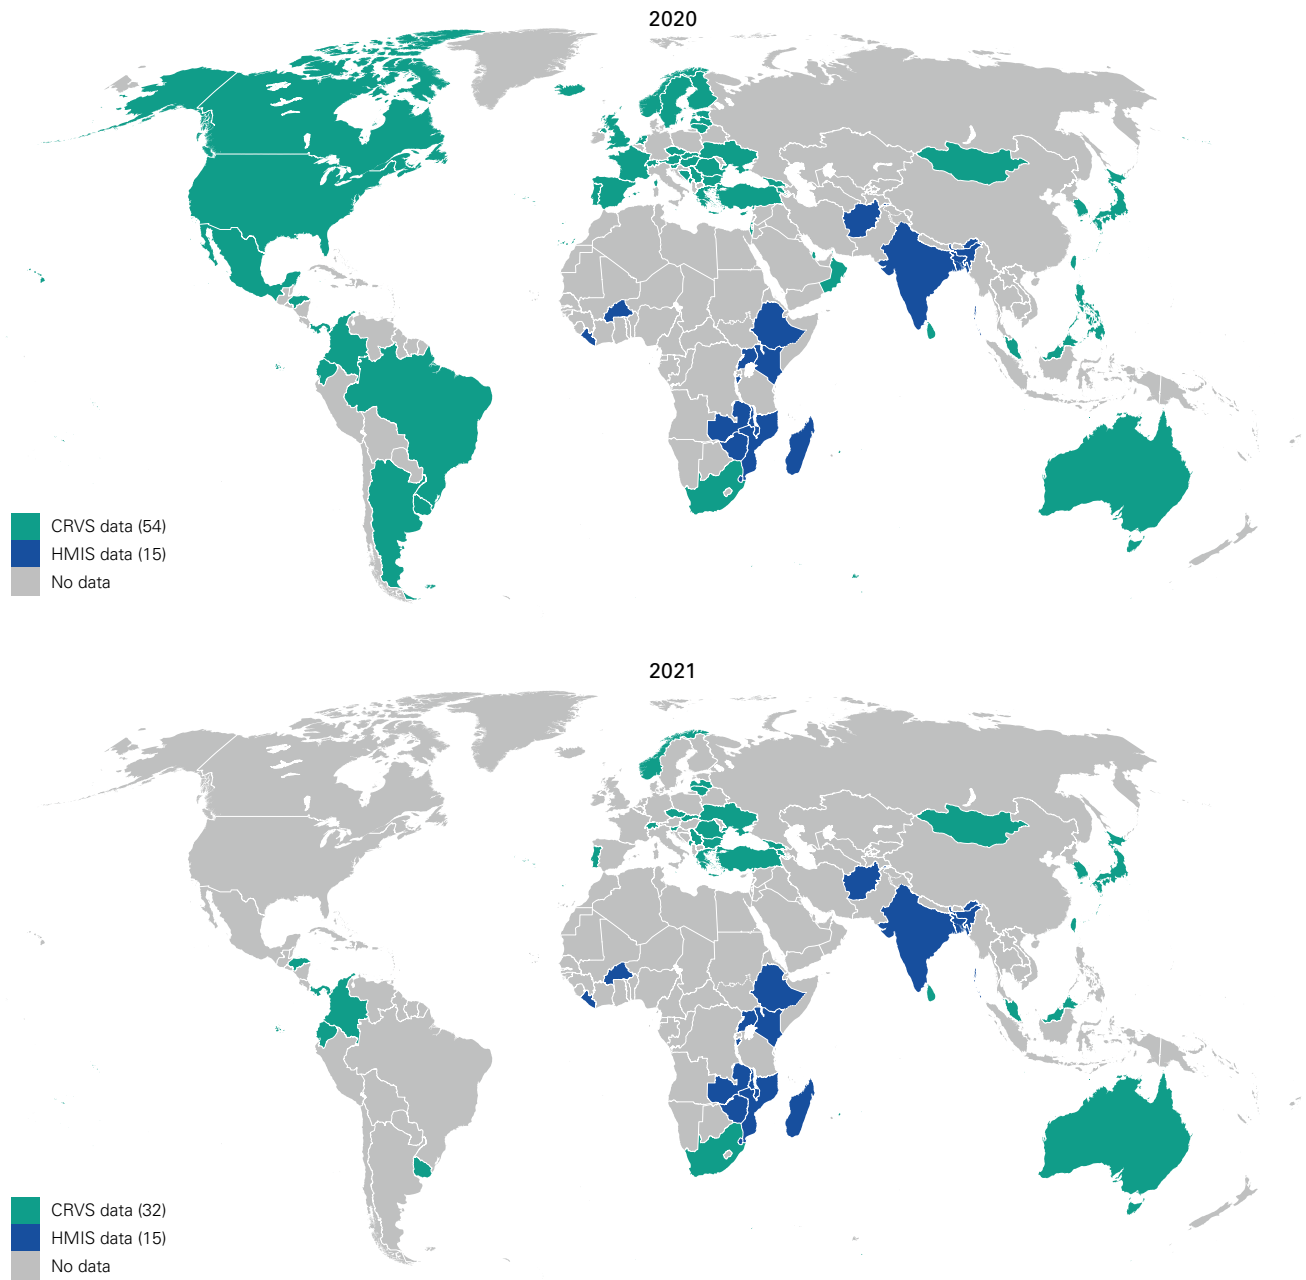 2020
CRVS data (54)
HMIS data (15)
No data
2021
CRVS data (32)
HMIS data (15)
No data